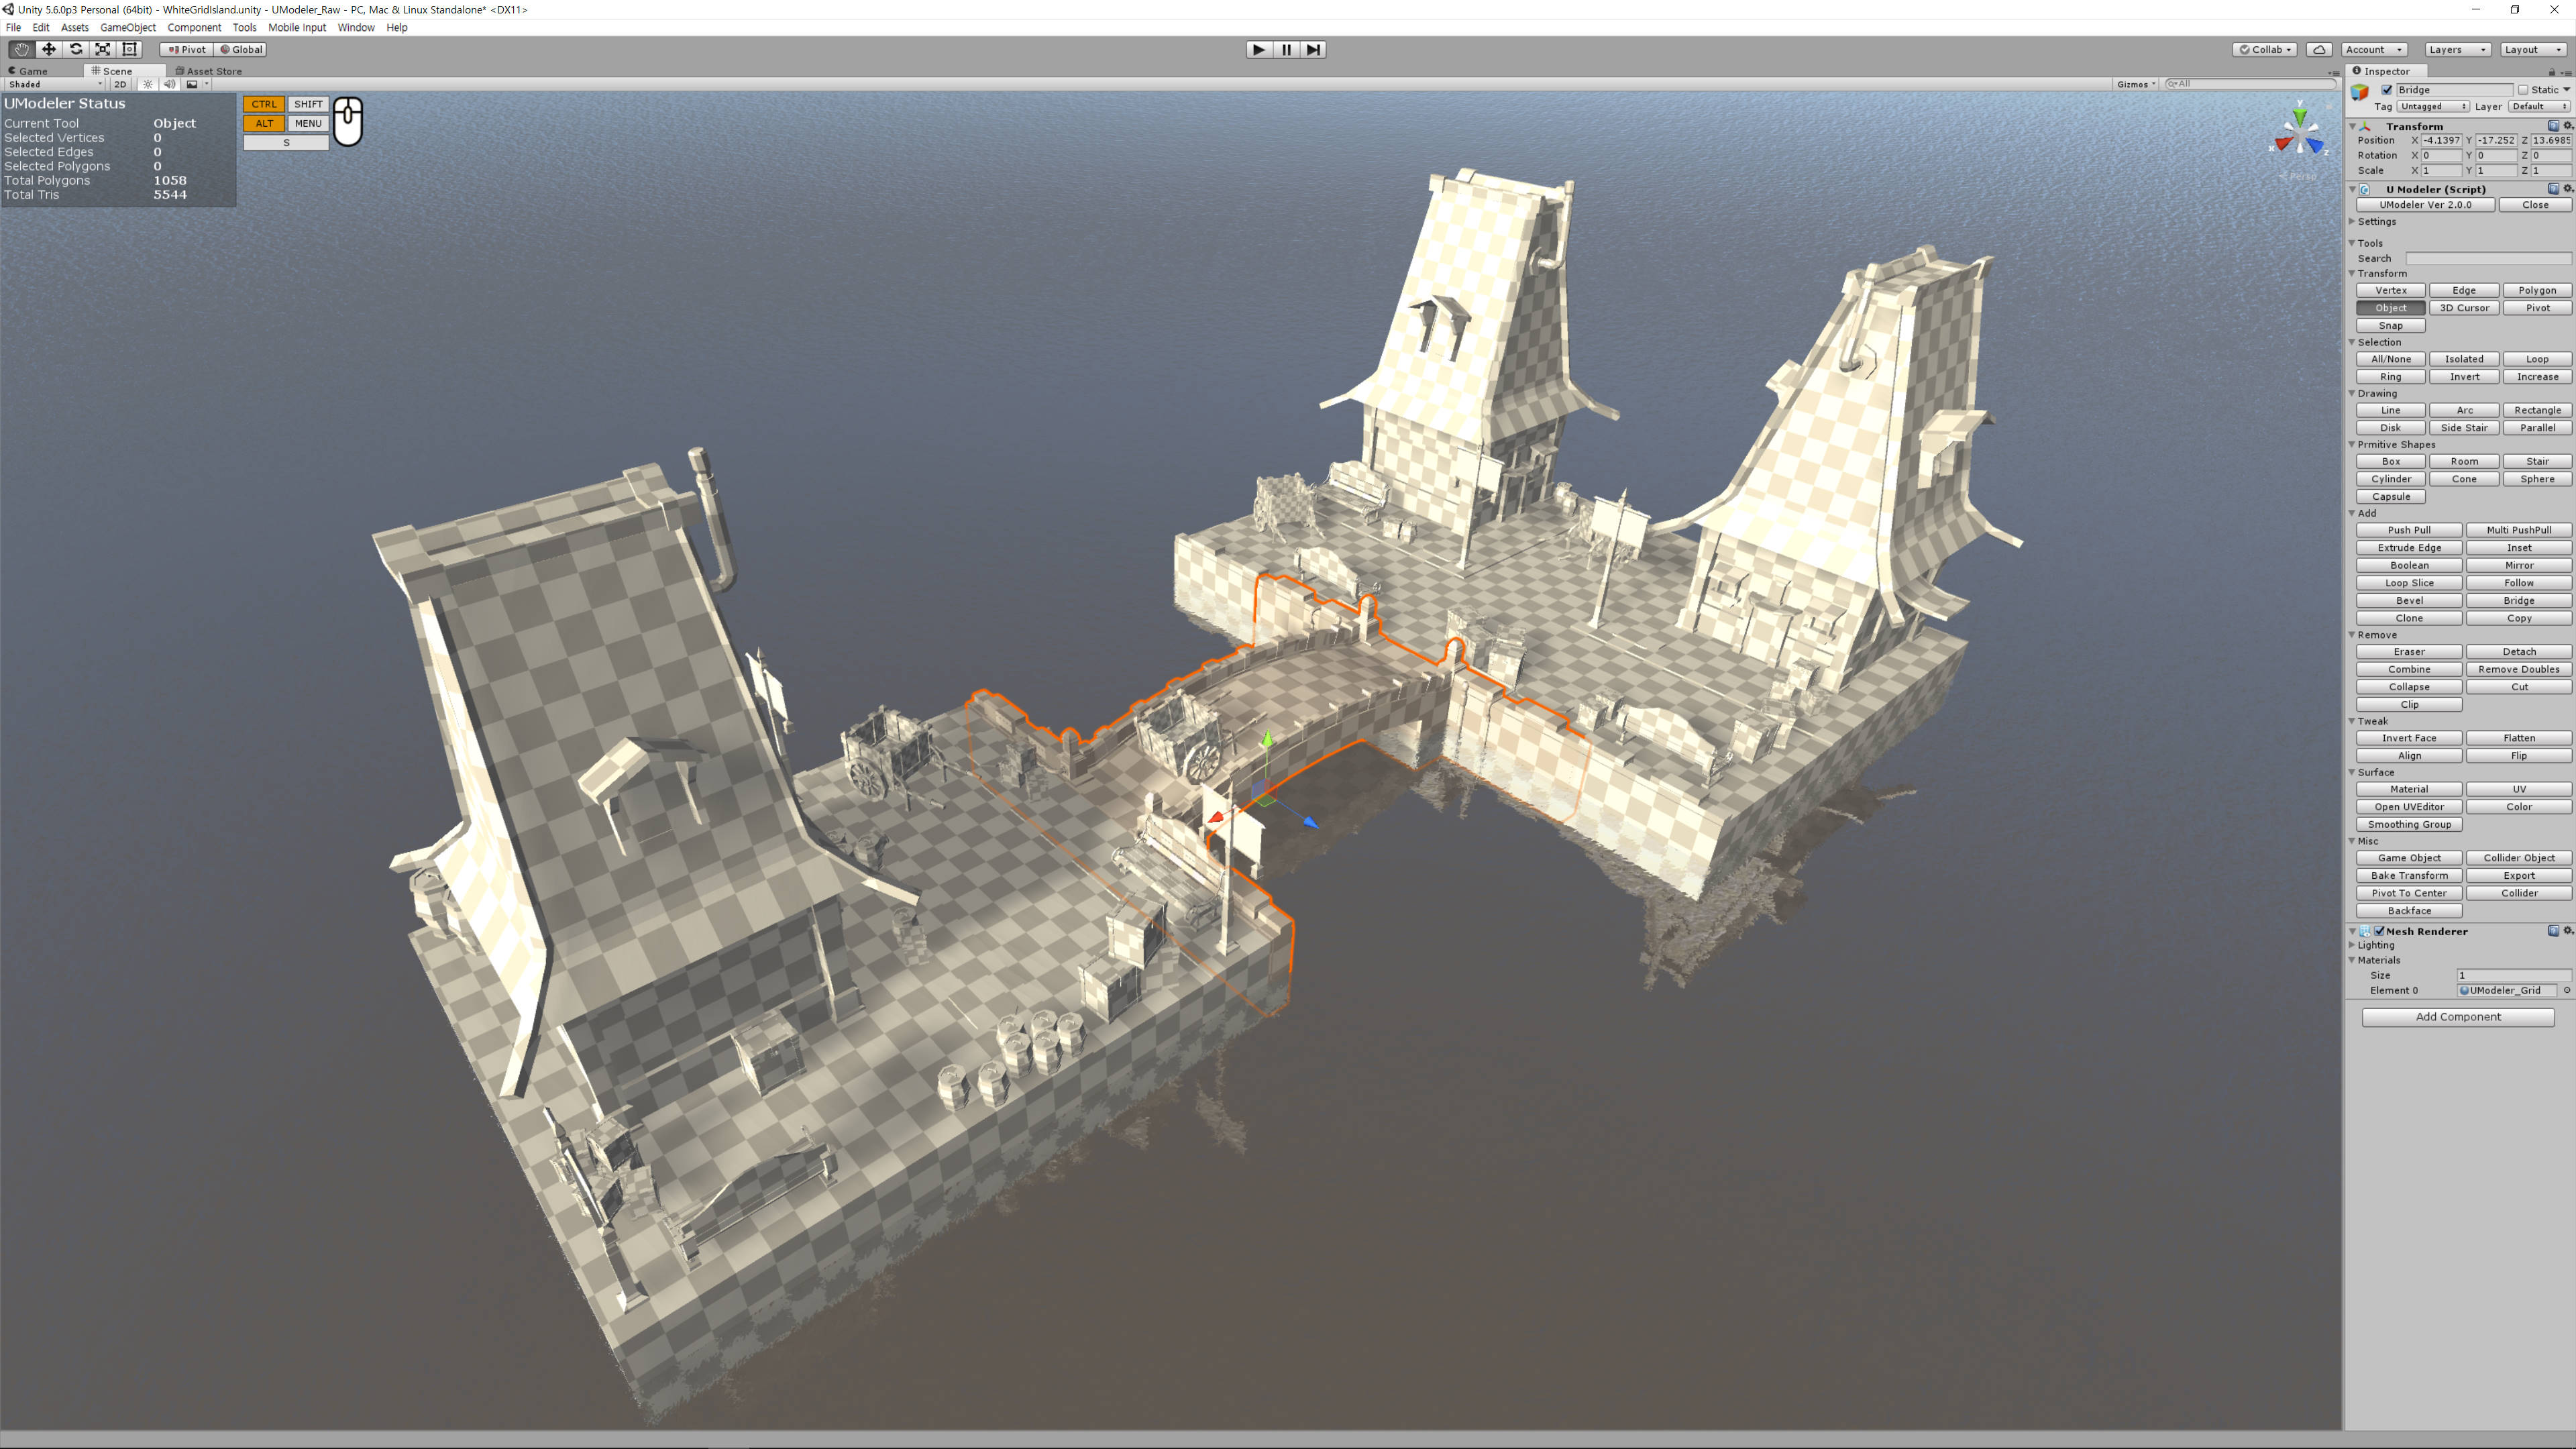 Unity 5.6.0p3 Personal (64bit) - WhiteGridIsland.unity - UModeler_Raw - PC, Mac & Linux Standalone* <DX11>
File Edit Assets GameObject Component Tools Mobile Input Window Help
Pivot Global Collab Account Layers Layout
Game Scene Asset Store
Shaded 2D Gizmos All
UModeler Status
Current Tool Object
Selected Vertices 0
Selected Edges 0
Selected Polygons 0
Total Polygons 1058
Total Tris 5544
CTRL SHIFT
ALT MENU
S
Y
X Z
Persp
Inspector
Bridge Static
Tag Untagged Layer Default
Transform
Position X -4.1397 Y -17.252 Z 13.6985
Rotation X 0 Y 0 Z 0
Scale X 1 Y 1 Z 1
U Modeler (Script)
UModeler Ver 2.0.0 Close
Settings
Tools
Search
Transform
Vertex Edge Polygon
Object 3D Cursor Pivot
Snap
Selection
All/None Isolated Loop
Ring Invert Increase
Drawing
Line Arc Rectangle
Disk Side Stair Parallel
Prmitive Shapes
Box Room Stair
Cylinder Cone Sphere
Capsule
Add
Push Pull Multi PushPull
Extrude Edge Inset
Boolean Mirror
Loop Slice Follow
Bevel Bridge
Clone Copy
Remove
Eraser Detach
Combine Remove Doubles
Collapse Cut
Clip
Tweak
Invert Face Flatten
Align Flip
Surface
Material UV
Open UVEditor Color
Smoothing Group
Misc
Game Object Collider Object
Bake Transform Export
Pivot To Center Collider
Backface
Mesh Renderer
Lighting
Materials
Size 1
Element 0 UModeler_Grid
Add Component